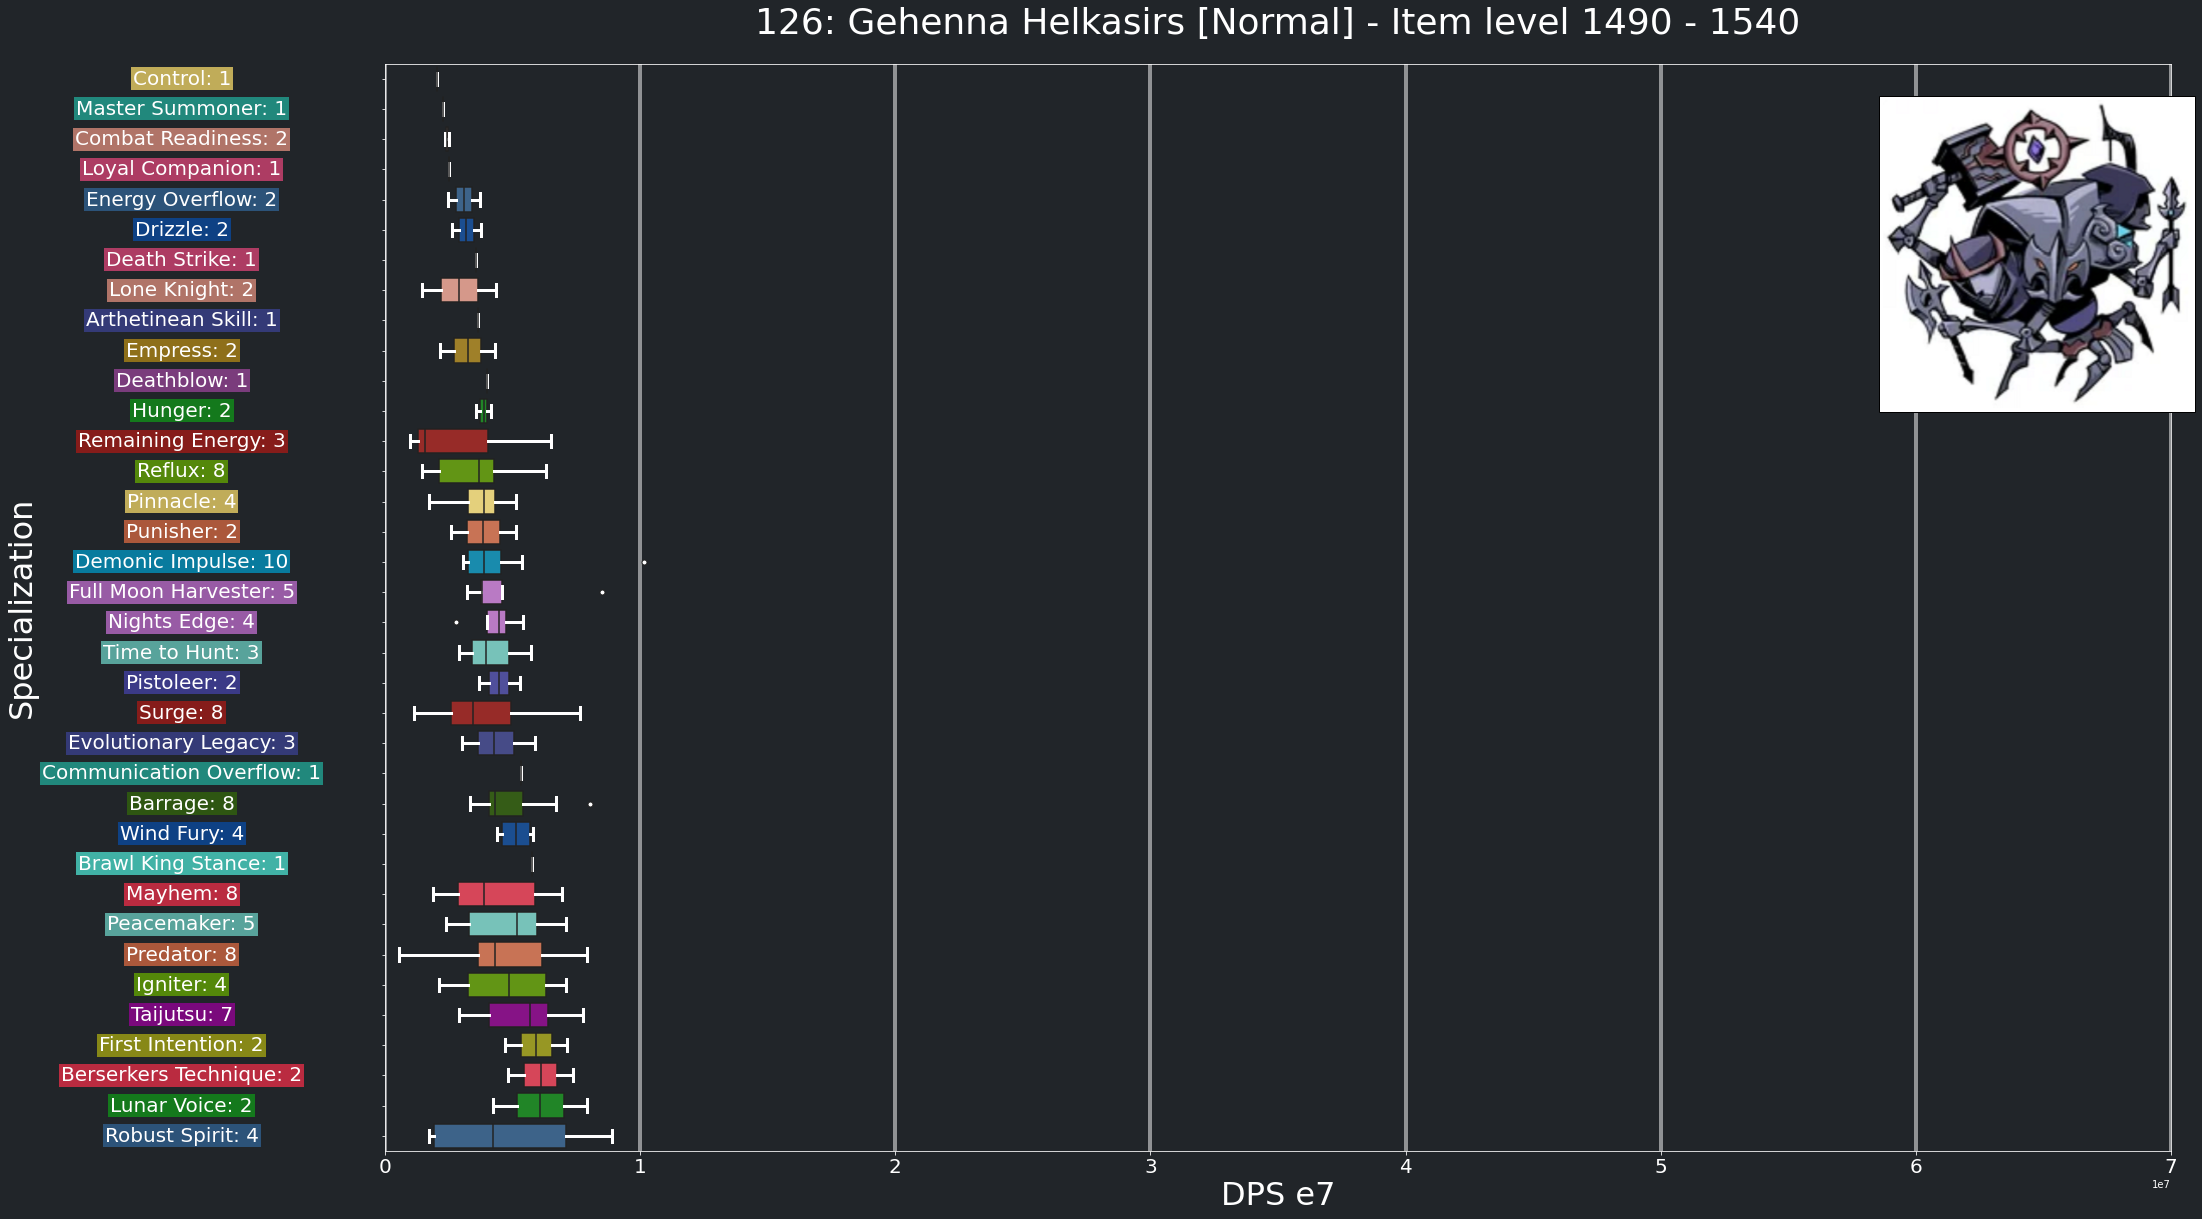 126: Gehenna Helkasirs [Normal] - Item level 1490 - 1540
Specialization
Control: 1
Master Summoner: 1
Combat Readiness: 2
Loyal Companion: 1
Energy Overflow: 2
Drizzle: 2
Death Strike: 1
Lone Knight: 2
Arthetinean Skill: 1
Empress: 2
Deathblow: 1
Hunger: 2
Remaining Energy: 3
Reflux: 8
Pinnacle: 4
Punisher: 2
Demonic Impulse: 10
Full Moon Harvester: 5
Nights Edge: 4
Time to Hunt: 3
Pistoleer: 2
Surge: 8
Evolutionary Legacy: 3
Communication Overflow: 1
Barrage: 8
Wind Fury: 4
Brawl King Stance: 1
Mayhem: 8
Peacemaker: 5
Predator: 8
Igniter: 4
Taijutsu: 7
First Intention: 2
Berserkers Technique: 2
Lunar Voice: 2
Robust Spirit: 4
0 1 2 3 4 5 6 7
1e7
DPS e7